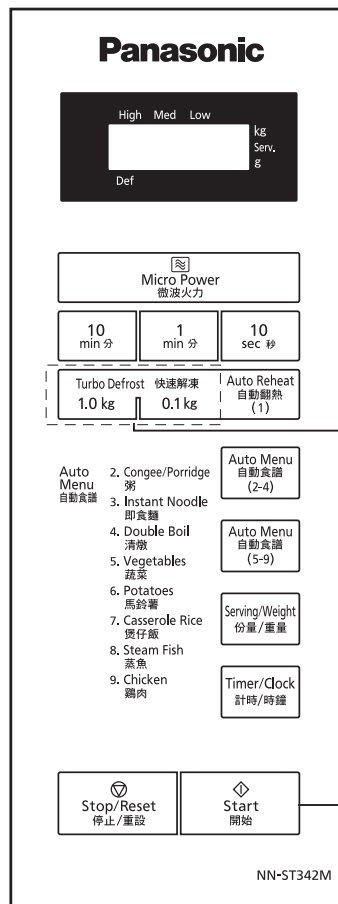 Panasonic
High Med Low
kg
Serv.
g
Def
Micro Power
微波火力
10
min 分
1
min 分
10
sec 秒
Turbo Defrost 快速解凍
1.0 kg 0.1 kg
Auto Reheat
自動翻熱
(1)
Auto
Menu
自動食譜
2. Congee/Porridge
粥
3. Instant Noodle
即食麵
4. Double Boil
清燉
5. Vegetables
蔬菜
6. Potatoes
馬鈴薯
7. Casserole Rice
煲仔飯
8. Steam Fish
蒸魚
9. Chicken
鷄肉
Auto Menu
自動食譜
(2-4)
Auto Menu
自動食譜
(5-9)
Serving/Weight
份量/重量
Timer/Clock
計時/時鐘
Stop/Reset
停止/重設
Start
開始
NN-ST342M